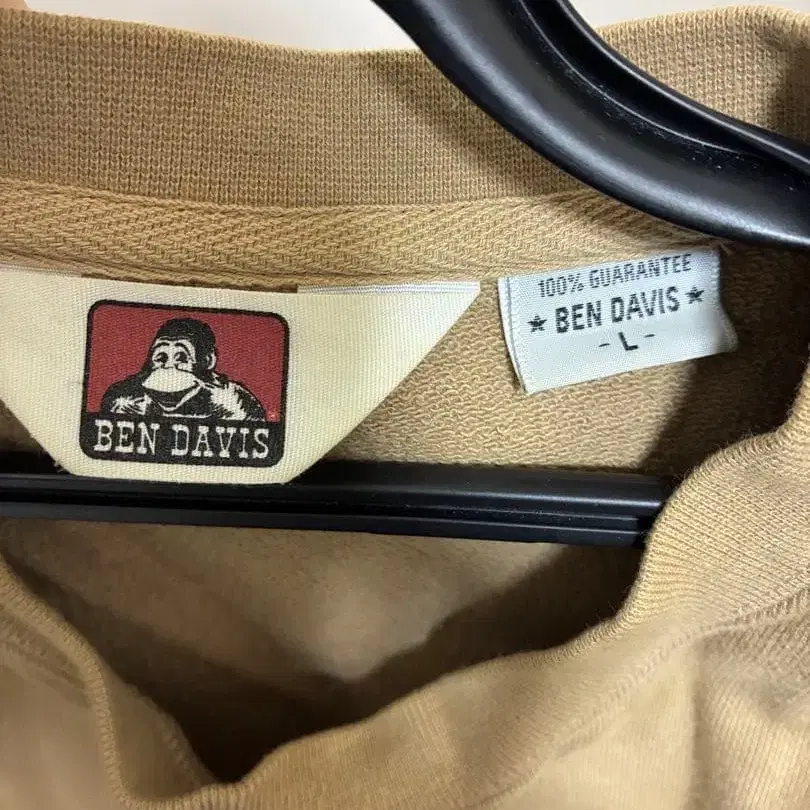 BEN DAVIS
100% GUARANTEE
★ BEN DAVIS ★
- L -